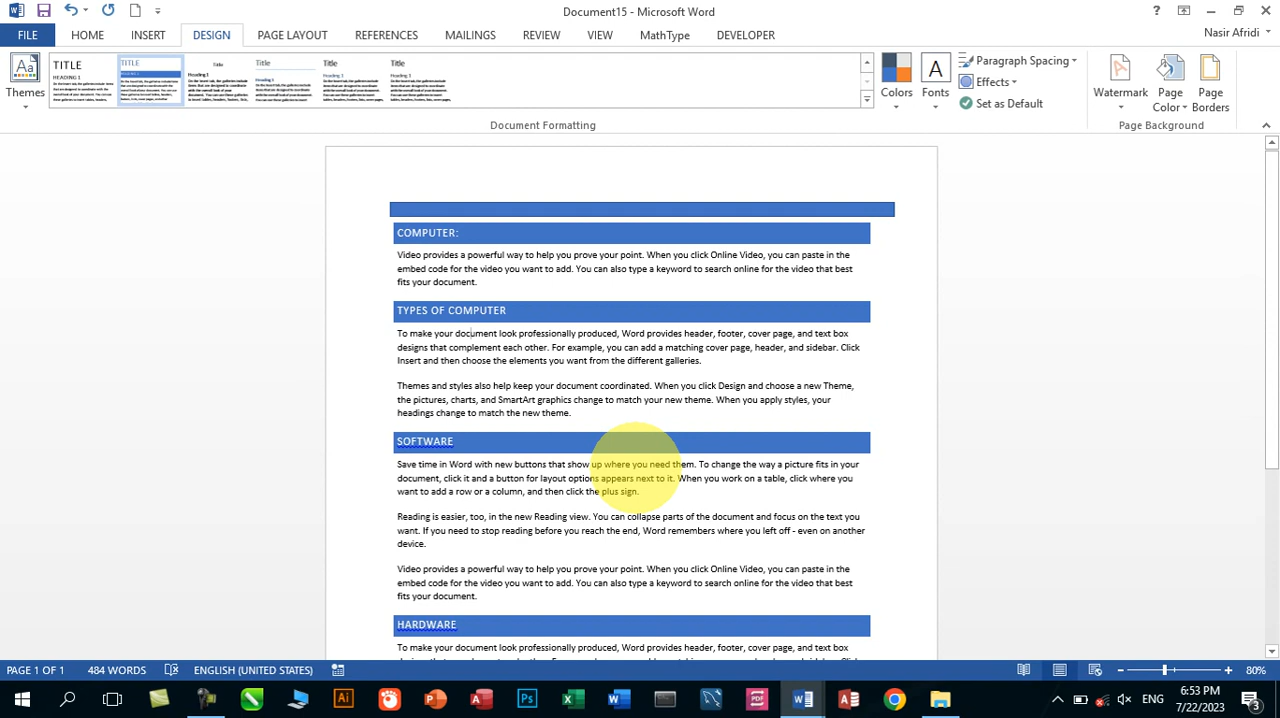 Document15 - Microsoft Word
?
FILE HOME INSERT DESIGN PAGE LAYOUT REFERENCES MAILINGS REVIEW VIEW MathType DEVELOPER Nasir Afridi
TITLE TITLE Title Title Title Title
HEADING 1 HEADING 1 Heading 1 Heading 1 Heading 1 Heading 1
Paragraph Spacing
Effects
Set as Default
Themes
Colors Fonts
Watermark Page Color Page Borders
Document Formatting Page Background
COMPUTER:
Video provides a powerful way to help you prove your point. When you click Online Video, you can paste in the
embed code for the video you want to add. You can also type a keyword to search online for the video that best
fits your document.
TYPES OF COMPUTER
To make your document look professionally produced, Word provides header, footer, cover page, and text box
designs that complement each other. For example, you can add a matching cover page, header, and sidebar. Click
Insert and then choose the elements you want from the different galleries.
Themes and styles also help keep your document coordinated. When you click Design and choose a new Theme,
the pictures, charts, and SmartArt graphics change to match your new theme. When you apply styles, your
headings change to match the new theme.
SOFTWARE
Save time in Word with new buttons that show up where you need them. To change the way a picture fits in your
document, click it and a button for layout options appears next to it. When you work on a table, click where you
want to add a row or a column, and then click the plus sign.
Reading is easier, too, in the new Reading view. You can collapse parts of the document and focus on the text you
want. If you need to stop reading before you reach the end, Word remembers where you left off - even on another
device.
Video provides a powerful way to help you prove your point. When you click Online Video, you can paste in the
embed code for the video you want to add. You can also type a keyword to search online for the video that best
fits your document.
HARDWARE
To make your document look professionally produced, Word provides header, footer, cover page, and text box
PAGE 1 OF 1 484 WORDS ENGLISH (UNITED STATES) 80%
ENG
6:53 PM
7/22/2023
3